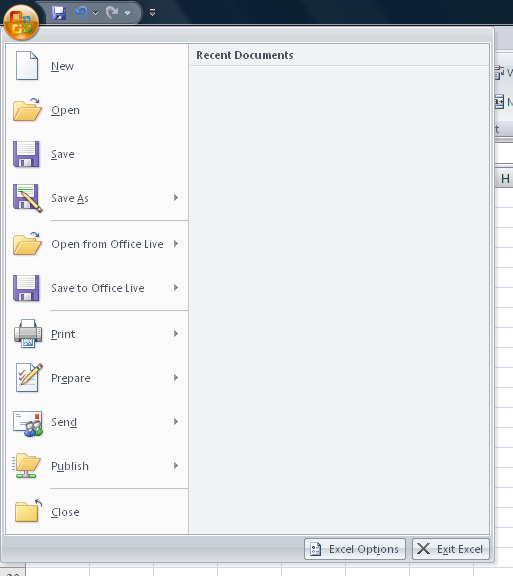 Recent Documents
New
Open
Save
Save As
Open from Office Live
Save to Office Live
Print
Prepare
Send
Publish
Close
Excel Options
Exit Excel
H